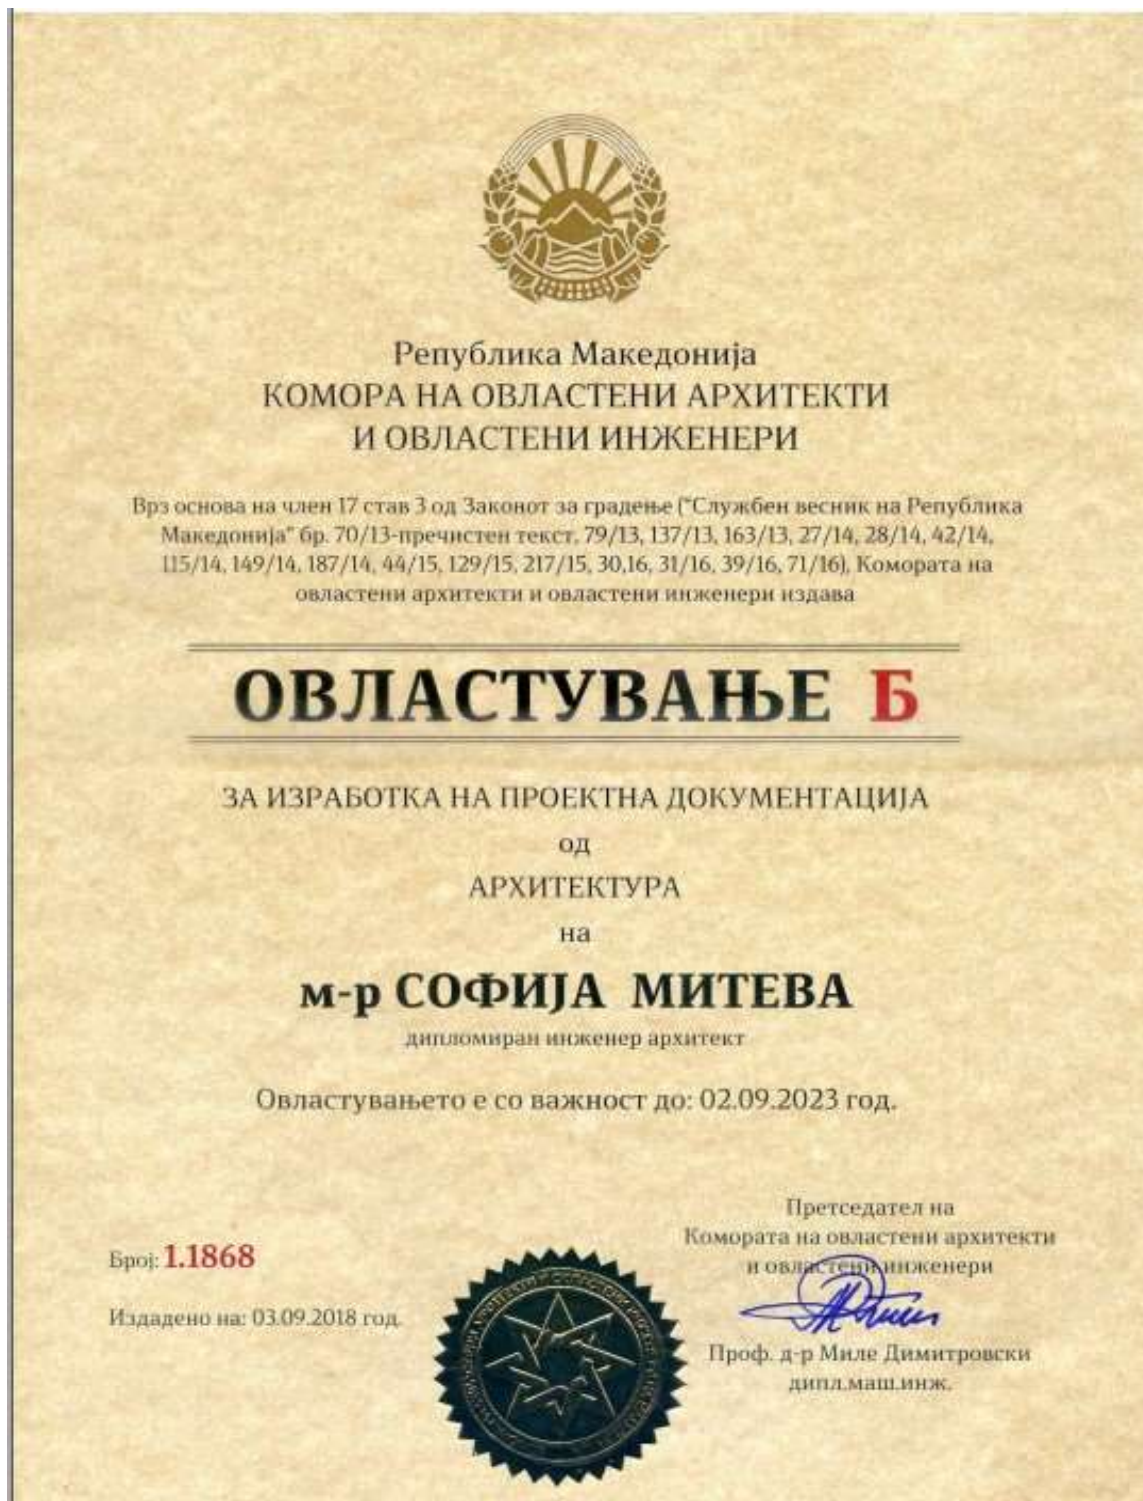 Република Македонија
КОМОРА НА ОВЛАСТЕНИ АРХИТЕКТИ
И ОВЛАСТЕНИ ИНЖЕНЕРИ
Врз основа на член 17 став 3 од Законот за градење ("Службен весник на Република
Македонија" бр. 70/13-пречистен текст, 79/13, 137/13, 163/13, 27/14, 28/14, 42/14,
115/14, 149/14, 187/14, 44/15, 129/15, 217/15, 30,16, 31/16, 39/16, 71/16), Комората на
овластени архитекти и овластени инженери издава
ОВЛАСТУВАЊЕ Б
ЗА ИЗРАБОТКА НА ПРОЕКТНА ДОКУМЕНТАЦИЈА
од
АРХИТЕКТУРА
на
м-р СОФИЈА МИТЕВА
дипломиран инженер архитект
Овластувањето е со важност до: 02.09.2023 год.
Број: 1.1868
Издадено на: 03.09.2018 год.
Претседател на
Комората на овластени архитекти
и овластени инженери
Проф. д-р Миле Димитровски
дипл.маш.инж.